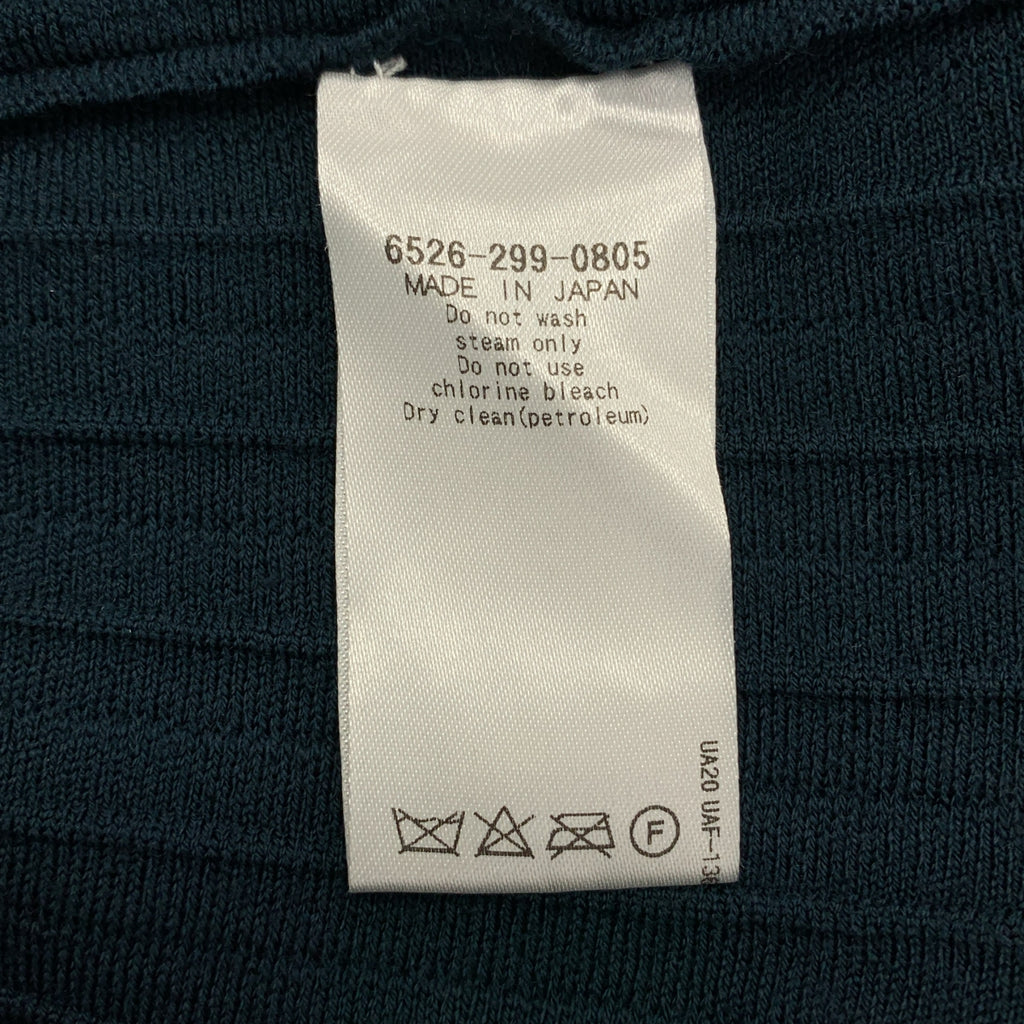 6526-299-0805
MADE IN JAPAN
Do not wash
steam only
Do not use
chlorine bleach
Dry clean(petroleum)
F
UA20 UAF-13